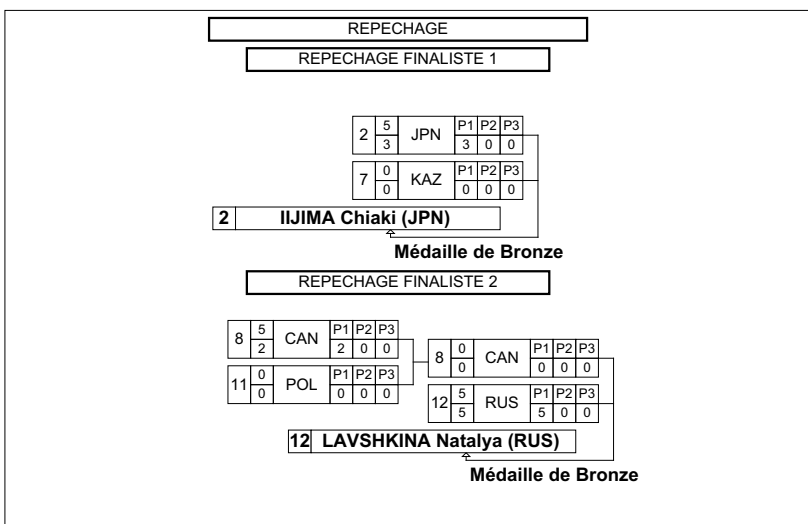 REPECHAGE
REPECHAGE FINALISTE 1
2 5 JPN P1 P2 P3
3 3 0 0
7 0 KAZ P1 P2 P3
0 0 0 0
2 IIJIMA Chiaki (JPN)
Médaille de Bronze
REPECHAGE FINALISTE 2
8 5 CAN P1 P2 P3
2 2 0 0
11 0 POL P1 P2 P3
0 0 0 0
8 0 CAN P1 P2 P3
0 0 0 0
12 5 RUS P1 P2 P3
5 5 0 0
12 LAVSHKINA Natalya (RUS)
Médaille de Bronze